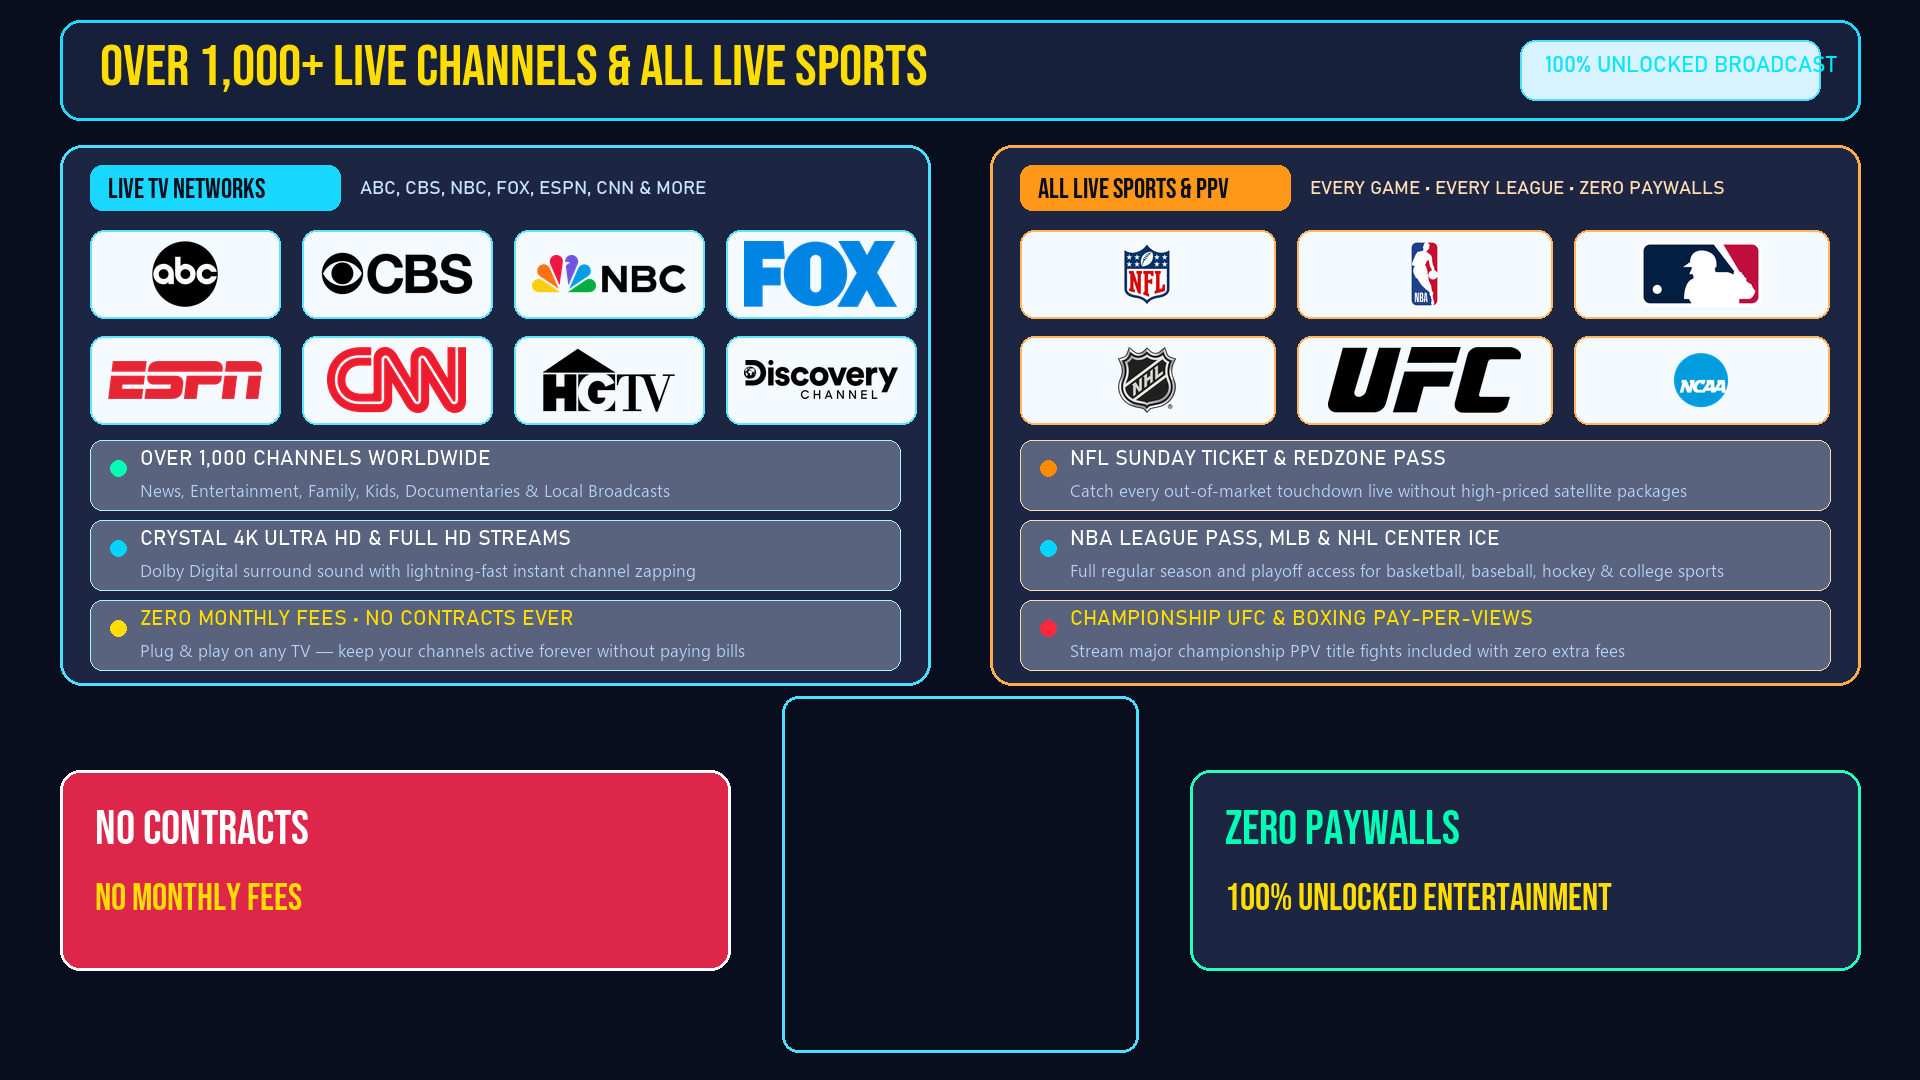 OVER 1,000+ LIVE CHANNELS & ALL LIVE SPORTS
100% UNLOCKED BROADCAST
LIVE TV NETWORKS
ABC, CBS, NBC, FOX, ESPN, CNN & MORE
abc
CBS
NBC
FOX
ESPN
CNN
HGTV
Discovery
CHANNEL
OVER 1,000 CHANNELS WORLDWIDE
News, Entertainment, Family, Kids, Documentaries & Local Broadcasts
CRYSTAL 4K ULTRA HD & FULL HD STREAMS
Dolby Digital surround sound with lightning-fast instant channel zapping
ZERO MONTHLY FEES • NO CONTRACTS EVER
Plug & play on any TV — keep your channels active forever without paying bills
ALL LIVE SPORTS & PPV
EVERY GAME • EVERY LEAGUE • ZERO PAYWALLS
NFL
NBA
NHL
®
UFC
NCAA
NFL SUNDAY TICKET & REDZONE PASS
Catch every out-of-market touchdown live without high-priced satellite packages
NBA LEAGUE PASS, MLB & NHL CENTER ICE
Full regular season and playoff access for basketball, baseball, hockey & college sports
CHAMPIONSHIP UFC & BOXING PAY-PER-VIEWS
Stream major championship PPV title fights included with zero extra fees
NO CONTRACTS
NO MONTHLY FEES
ZERO PAYWALLS
100% UNLOCKED ENTERTAINMENT